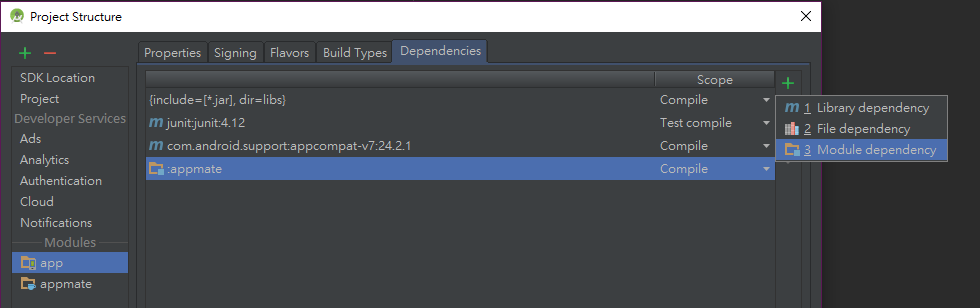 Project Structure
Properties Signing Flavors Build Types Dependencies
SDK Location
Project
Developer Services
Ads
Analytics
Authentication
Cloud
Notifications
Modules
app
appmate
Scope
{include=[*.jar], dir=libs} Compile
m junit:junit:4.12 Test compile
m com.android.support:appcompat-v7:24.2.1 Compile
:appmate Compile
m 1 Library dependency
2 File dependency
3 Module dependency